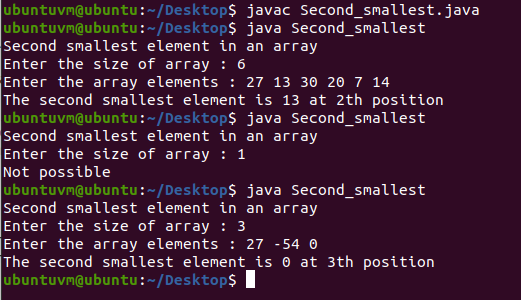 ubuntuvm@ubuntu:~/Desktop$ javac Second_smallest.java
ubuntuvm@ubuntu:~/Desktop$ java Second_smallest
Second smallest element in an array
Enter the size of array : 6
Enter the array elements : 27 13 30 20 7 14
The second smallest element is 13 at 2th position
ubuntuvm@ubuntu:~/Desktop$ java Second_smallest
Second smallest element in an array
Enter the size of array : 1
Not possible
ubuntuvm@ubuntu:~/Desktop$ java Second_smallest
Second smallest element in an array
Enter the size of array : 3
Enter the array elements : 27 -54 0
The second smallest element is 0 at 3th position
ubuntuvm@ubuntu:~/Desktop$